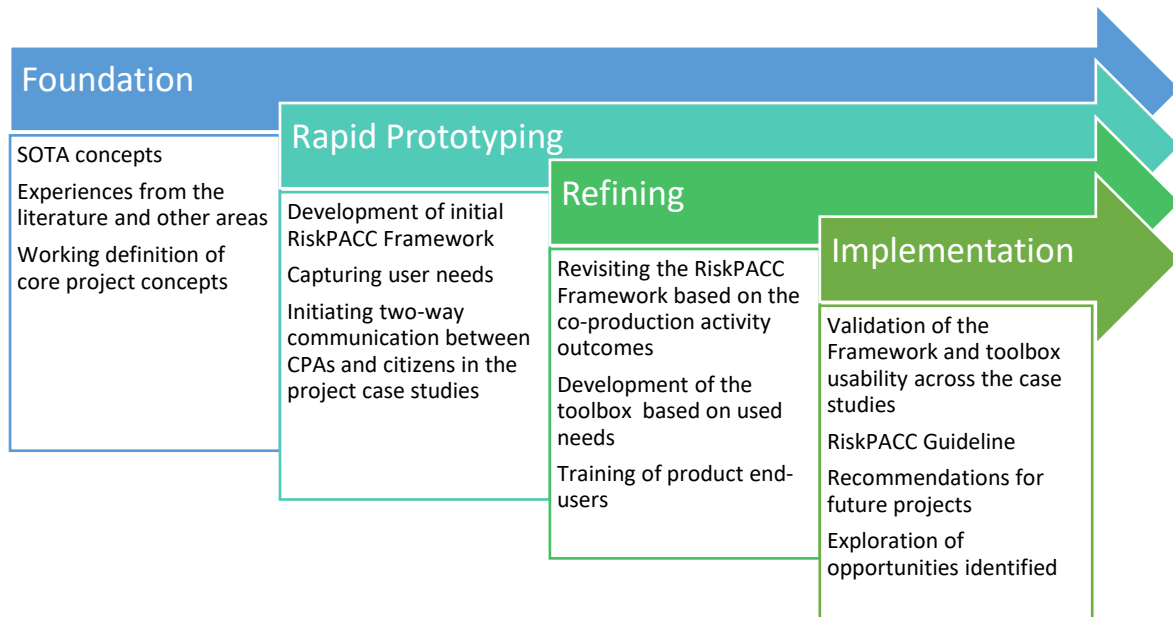 Foundation
SOTA concepts
Experiences from the
literature and other areas
Working definition of
core project concepts
Rapid Prototyping
Development of initial
RiskPACC Framework
Capturing user needs
Initiating two-way
communication between
CPAs and citizens in the
project case studies
Refining
Revisiting the RiskPACC
Framework based on the
co-production activity
outcomes
Development of the
toolbox  based on used
needs
Training of product end-
users
Implementation
Validation of the
Framework and toolbox
usability across the case
studies
RiskPACC Guideline
Recommendations for
future projects
Exploration of
opportunities identified